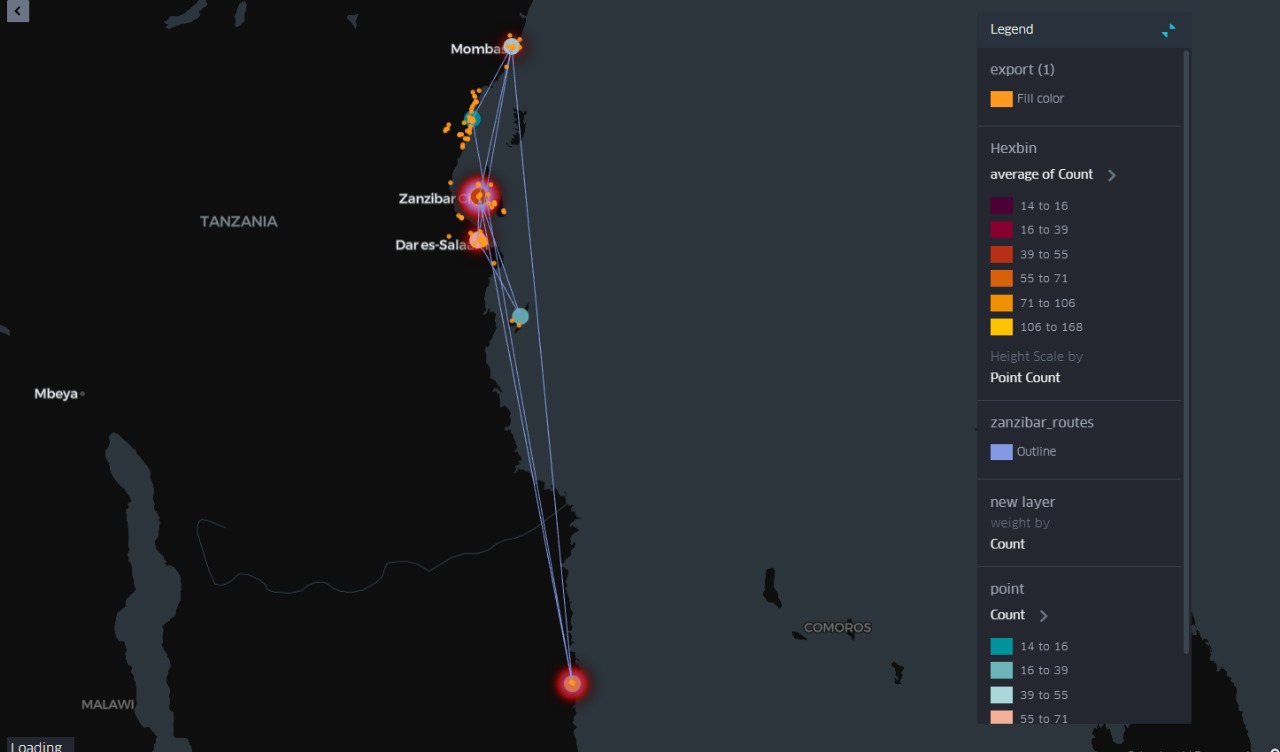 Mombas
Zanzibar
TANZANIA
Dar es-Salaa
Mbeya
COMOROS
MALAWI
Loading
Legend
export (1)
Fill color
Hexbin
average of Count
14 to 16
16 to 39
39 to 55
55 to 71
71 to 106
106 to 168
Height Scale by
Point Count
zanzibar_routes
Outline
new layer
weight by
Count
point
Count
14 to 16
16 to 39
39 to 55
55 to 71